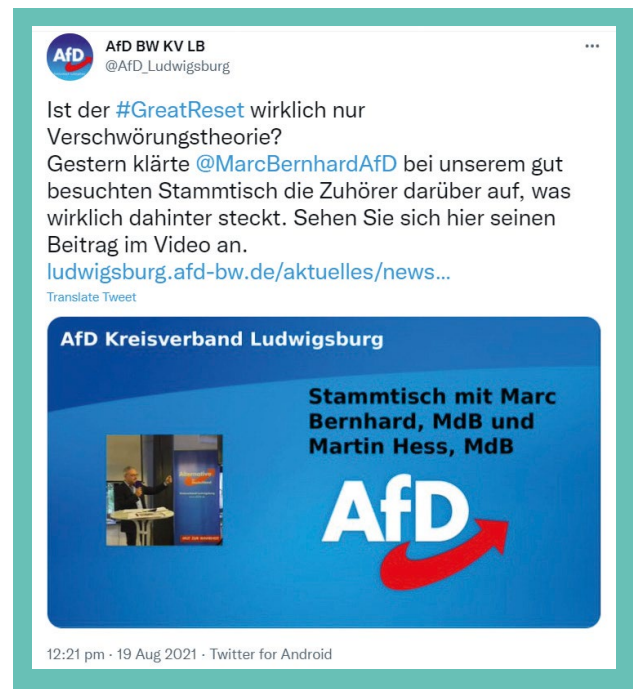 AfD
AfD BW KV LB
@AfD_Ludwigsburg
Ist der #GreatReset wirklich nur
Verschwörungstheorie?
Gestern klärte @MarcBernhardAfD bei unserem gut
besuchten Stammtisch die Zuhörer darüber auf, was
wirklich dahinter steckt. Sehen Sie sich hier seinen
Beitrag im Video an.
ludwigsburg.afd-bw.de/aktuelles/news...
Translate Tweet
AfD Kreisverband Ludwigsburg
Stammtisch mit Marc
Bernhard, MdB und
Martin Hess, MdB
AfD
12:21 pm · 19 Aug 2021 · Twitter for Android